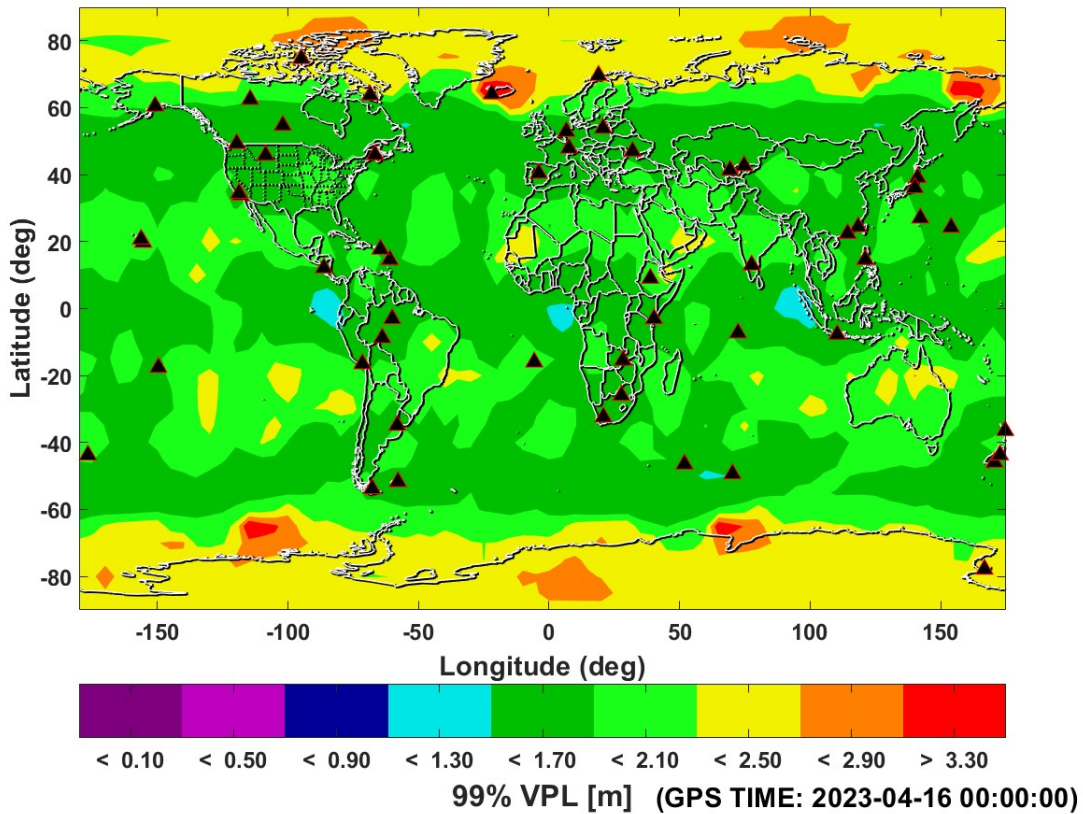 80
60
40
20
0
-20
-40
-60
-80
Latitude (deg)
-150 -100 -50 0 50 100 150
Longitude (deg)
< 0.10 < 0.50 < 0.90 < 1.30 < 1.70 < 2.10 < 2.50 < 2.90 > 3.30
99% VPL [m] (GPS TIME: 2023-04-16 00:00:00)